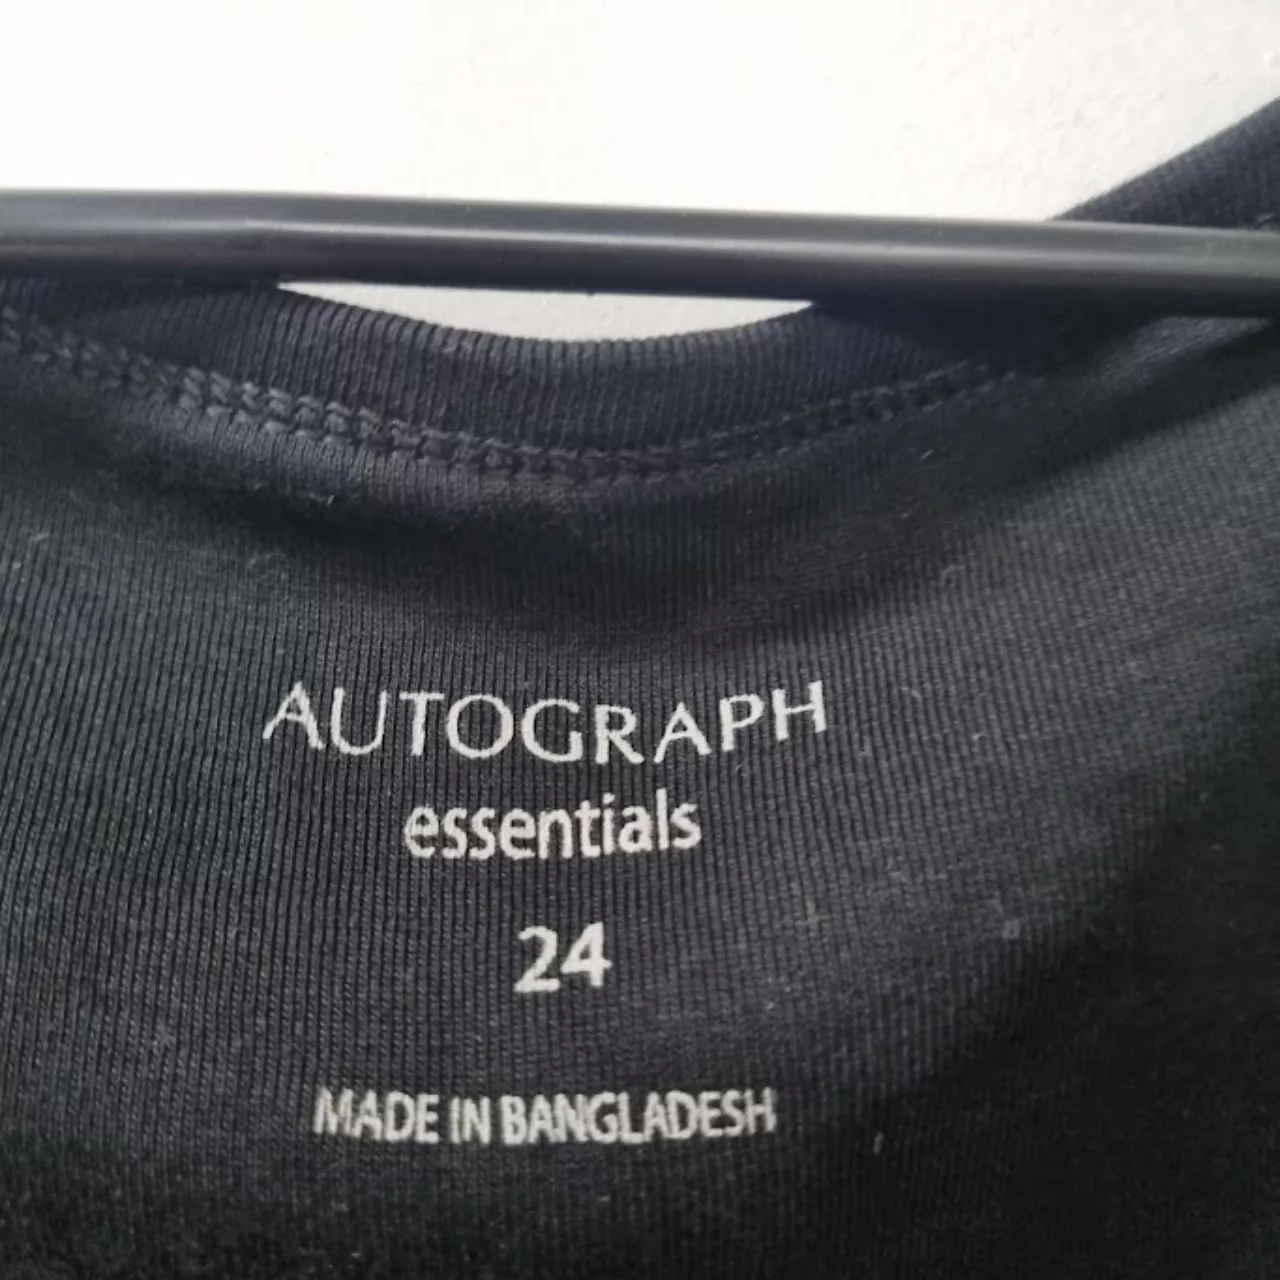 AUTOGRAPH
essentials
24
MADE IN BANGLADESH